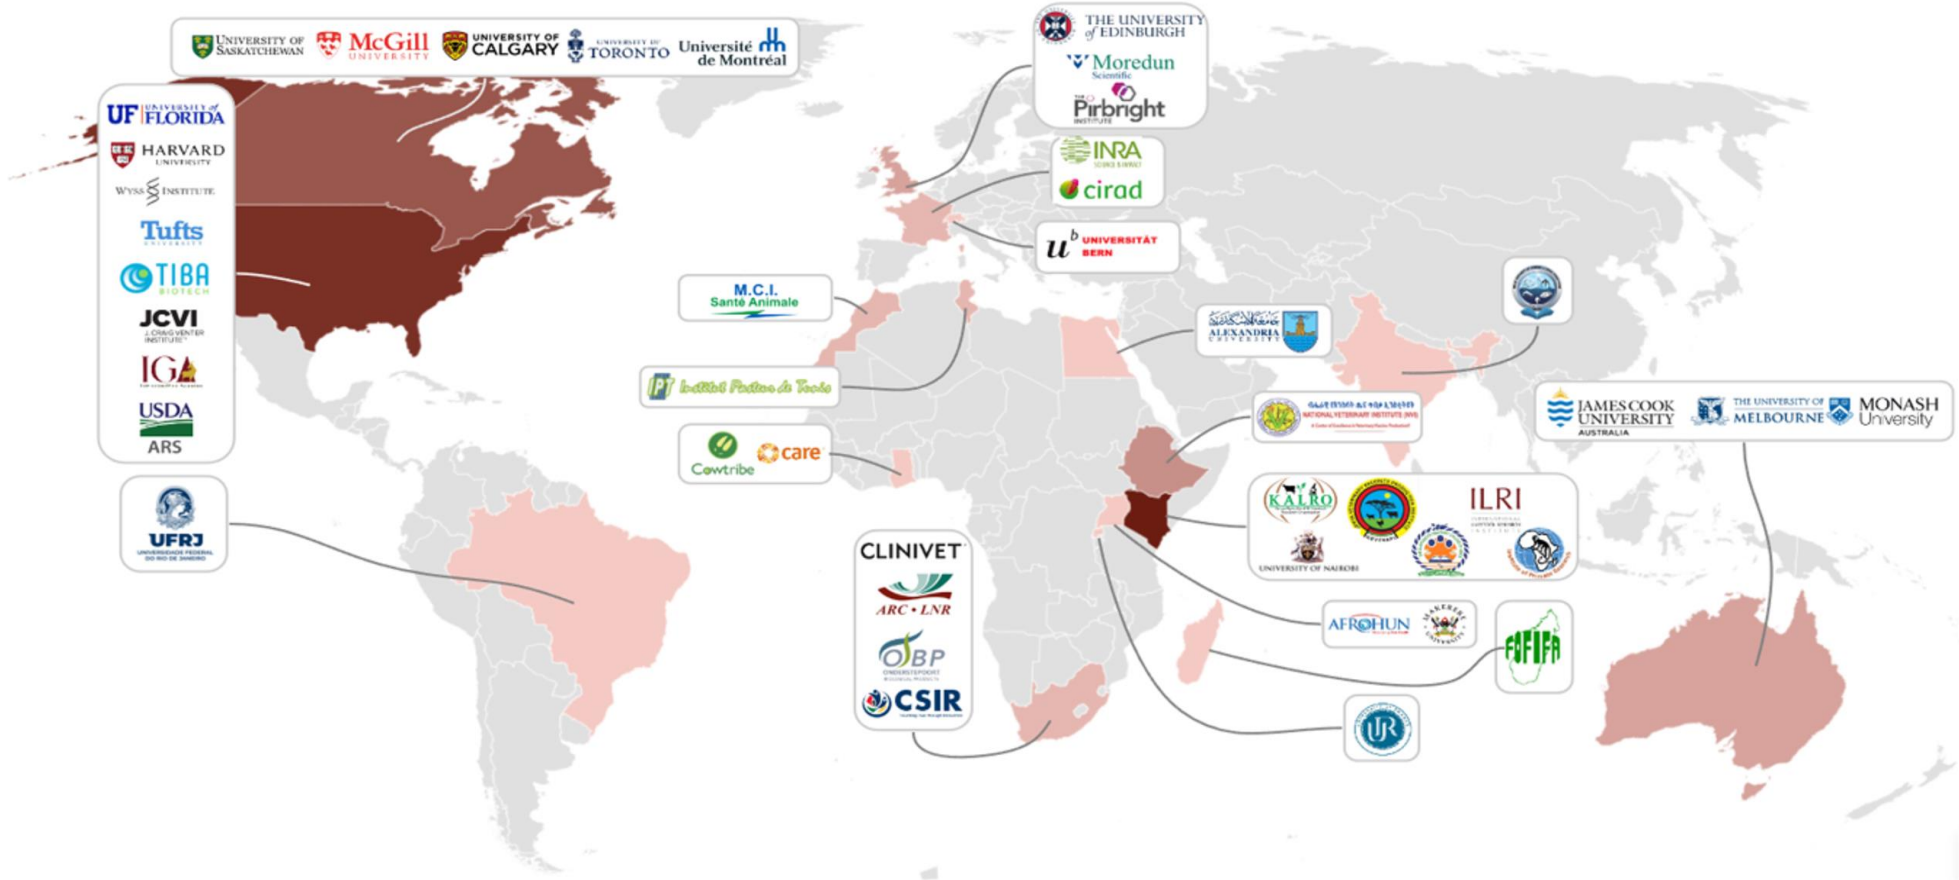 UNIVERSITY OF
SASKATCHEWAN
McGill
UNIVERSITY
UNIVERSITY OF
CALGARY
UNIVERSITY OF
TORONTO
Université
de Montréal
THE UNIVERSITY
of EDINBURGH
Moredun
Scientific
THE
Pirbright
INSTITUTE
UF UNIVERSITY of
FLORIDA
HARVARD
UNIVERSITY
WYSS INSTITUTE
Tufts
UNIVERSITY
TIBA
BIOTECH
JCVI
J. CRAIG VENTER
INSTITUTE
IGA
USDA
ARS
INRA
SCIENCE & IMPACT
cirad
u b UNIVERSITÄT
BERN
M.C.I.
Santé Animale
IPT Institut Pasteur de Tunis
Cowtribe
care
ALEXANDRIA
UNIVERSITY
NATIONAL VETERINARY INSTITUTE (NVI)
JAMES COOK
UNIVERSITY
AUSTRALIA
THE UNIVERSITY OF
MELBOURNE
MONASH
University
KALRO
ILRI
UNIVERSITY OF NAIROBI
UFRJ
UNIVERSIDADE FEDERAL
DO RIO DE JANEIRO
CLINIVET
ARC • LNR
OBP
ONDERSTEPOORT
BIOLOGICAL PRODUCTS
CSIR
AFROHUN
MAKERERE
UNIVERSITY
FOFIFA
UR